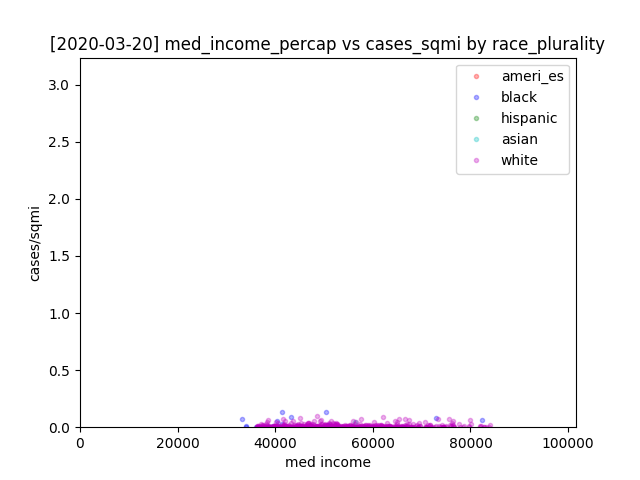 [2020-03-20] med_income_percap vs cases_sqmi by race_plurality
ameri_es
black
hispanic
asian
white
3.0
2.5
2.0
1.5
1.0
0.5
0.0
cases/sqmi
0
20000
40000
60000
80000
100000
med income